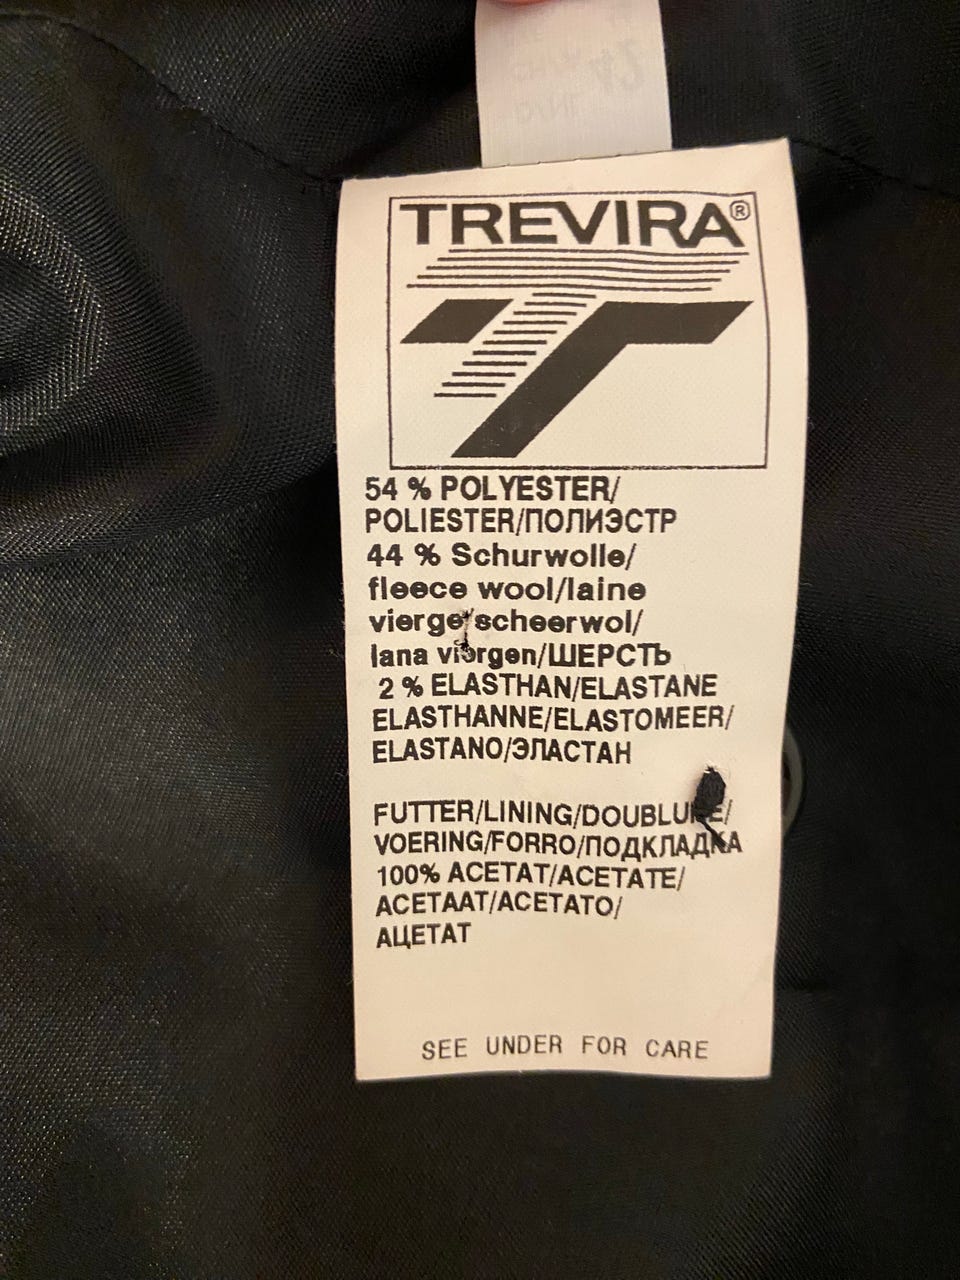 TREVIRA®
54 % POLYESTER/
POLIESTER/ПОЛИЭСТР
44 % Schurwolle/
fleece wool/laine
vierge/scheerwol/
lana viergen/ШЕРСТЬ
2 % ELASTHAN/ELASTANE
ELASTHANNE/ELASTOMEER/
ELASTANO/ЭЛАСТАН
FUTTER/LINING/DOUBLURE/
VOERING/FORRO/ПОДКЛАДКА
100% ACETAT/ACETATE/
ACETAAT/ACETATO/
АЦЕТАТ
SEE UNDER FOR CARE